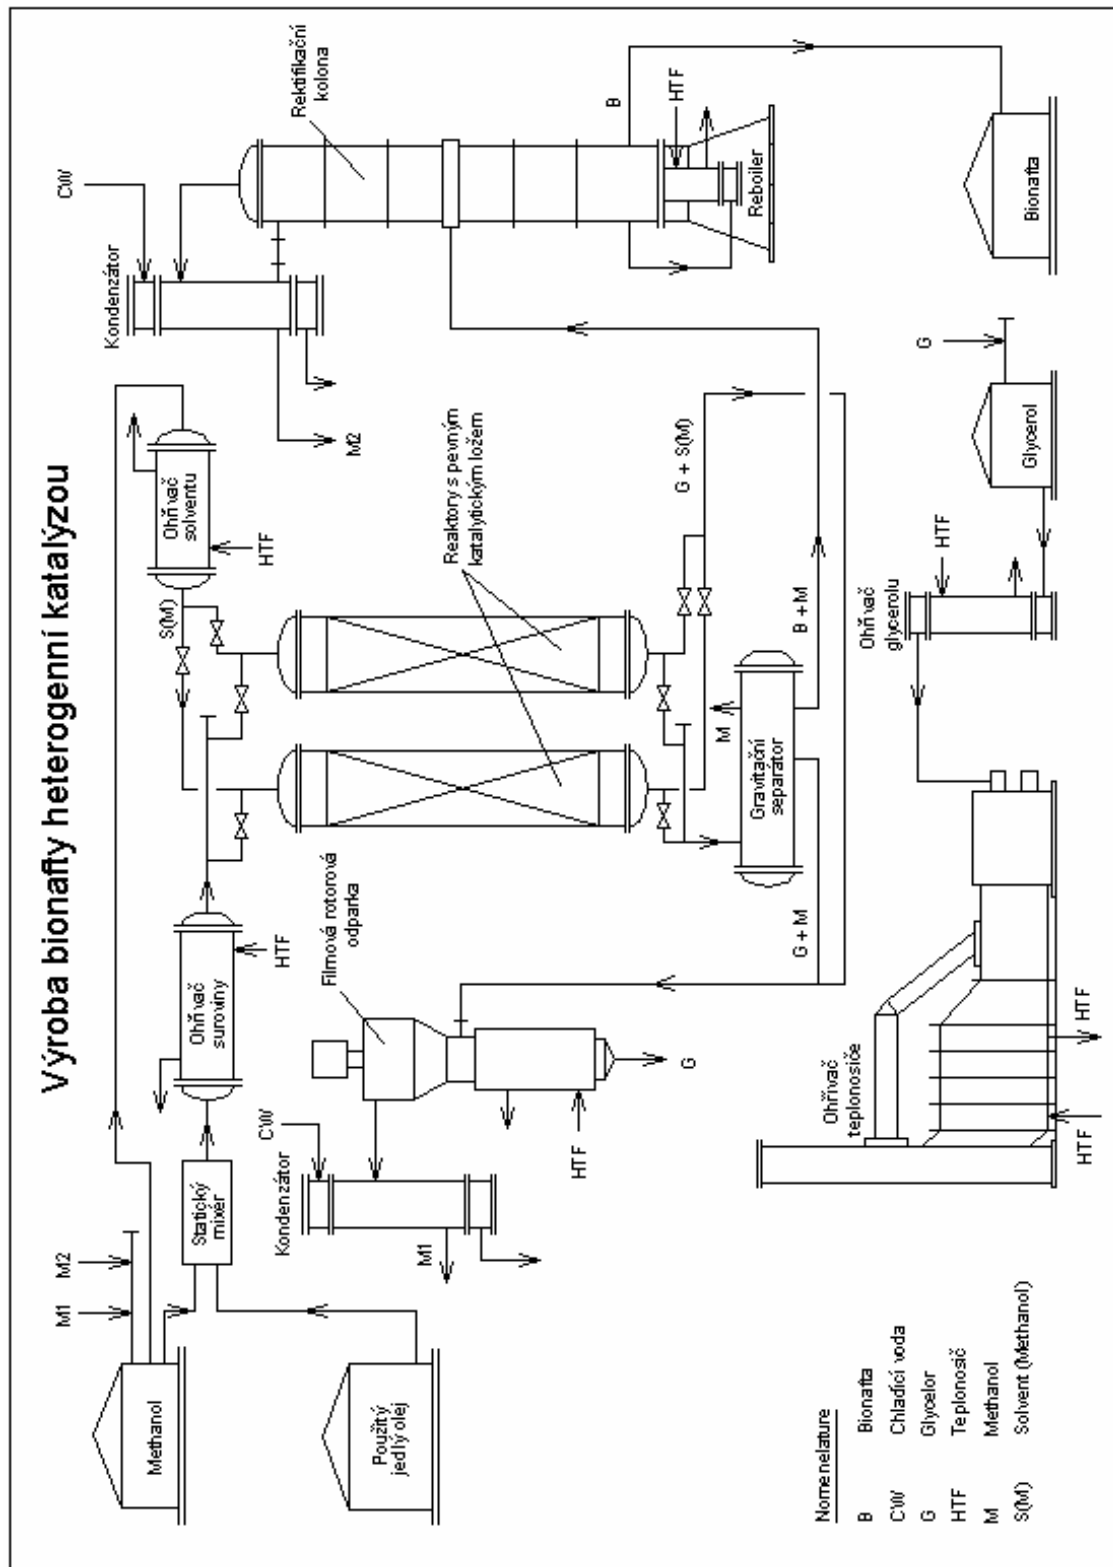 Výroba bionafty heterogenní katalýzou
M1
M2
Methanol
Statický
mixér
Ohřívač
suroviny
HTF
S(M)
Ohřívač
solventu
HTF
Kondenzátor
CW
M2
Rektifikační
kolona
Použitý
jedlý olej
Kondenzátor
CW
M1
Filmová rotorová
odparka
HTF
G
Reaktory s pevným
katalytickým ložem
G + S(M)
B
HTF
Reboiler
M
Gravitační
separátor
G + M
B + M
Nomenelature
B Bionafta
CW Chladící voda
G Glycelor
HTF Teplonosič
M Methanol
S(M) Solvent (Methanol)
Ohřívač
teplonosiče
HTF
HTF
Ohřívač
glycerolu
HTF
G
Glycerol
Bionafta